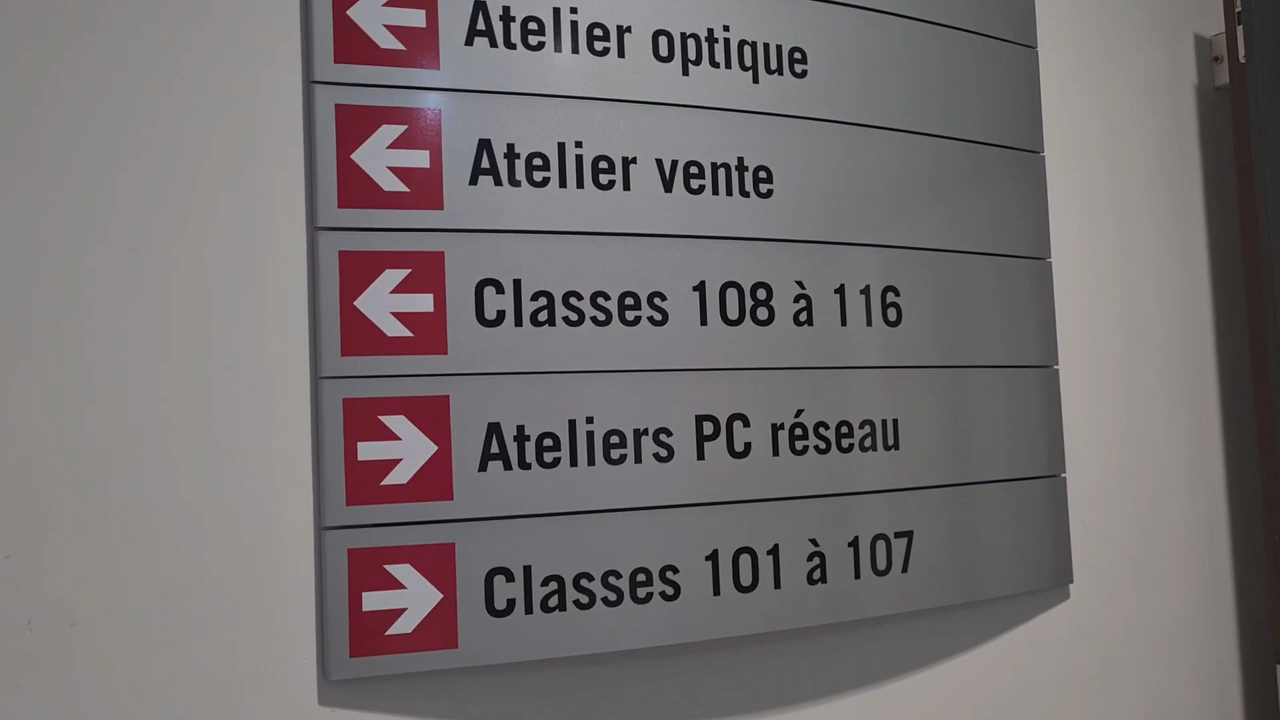 Atelier optique
Atelier vente
Classes 108 à 116
Ateliers PC réseau
Classes 101 à 107